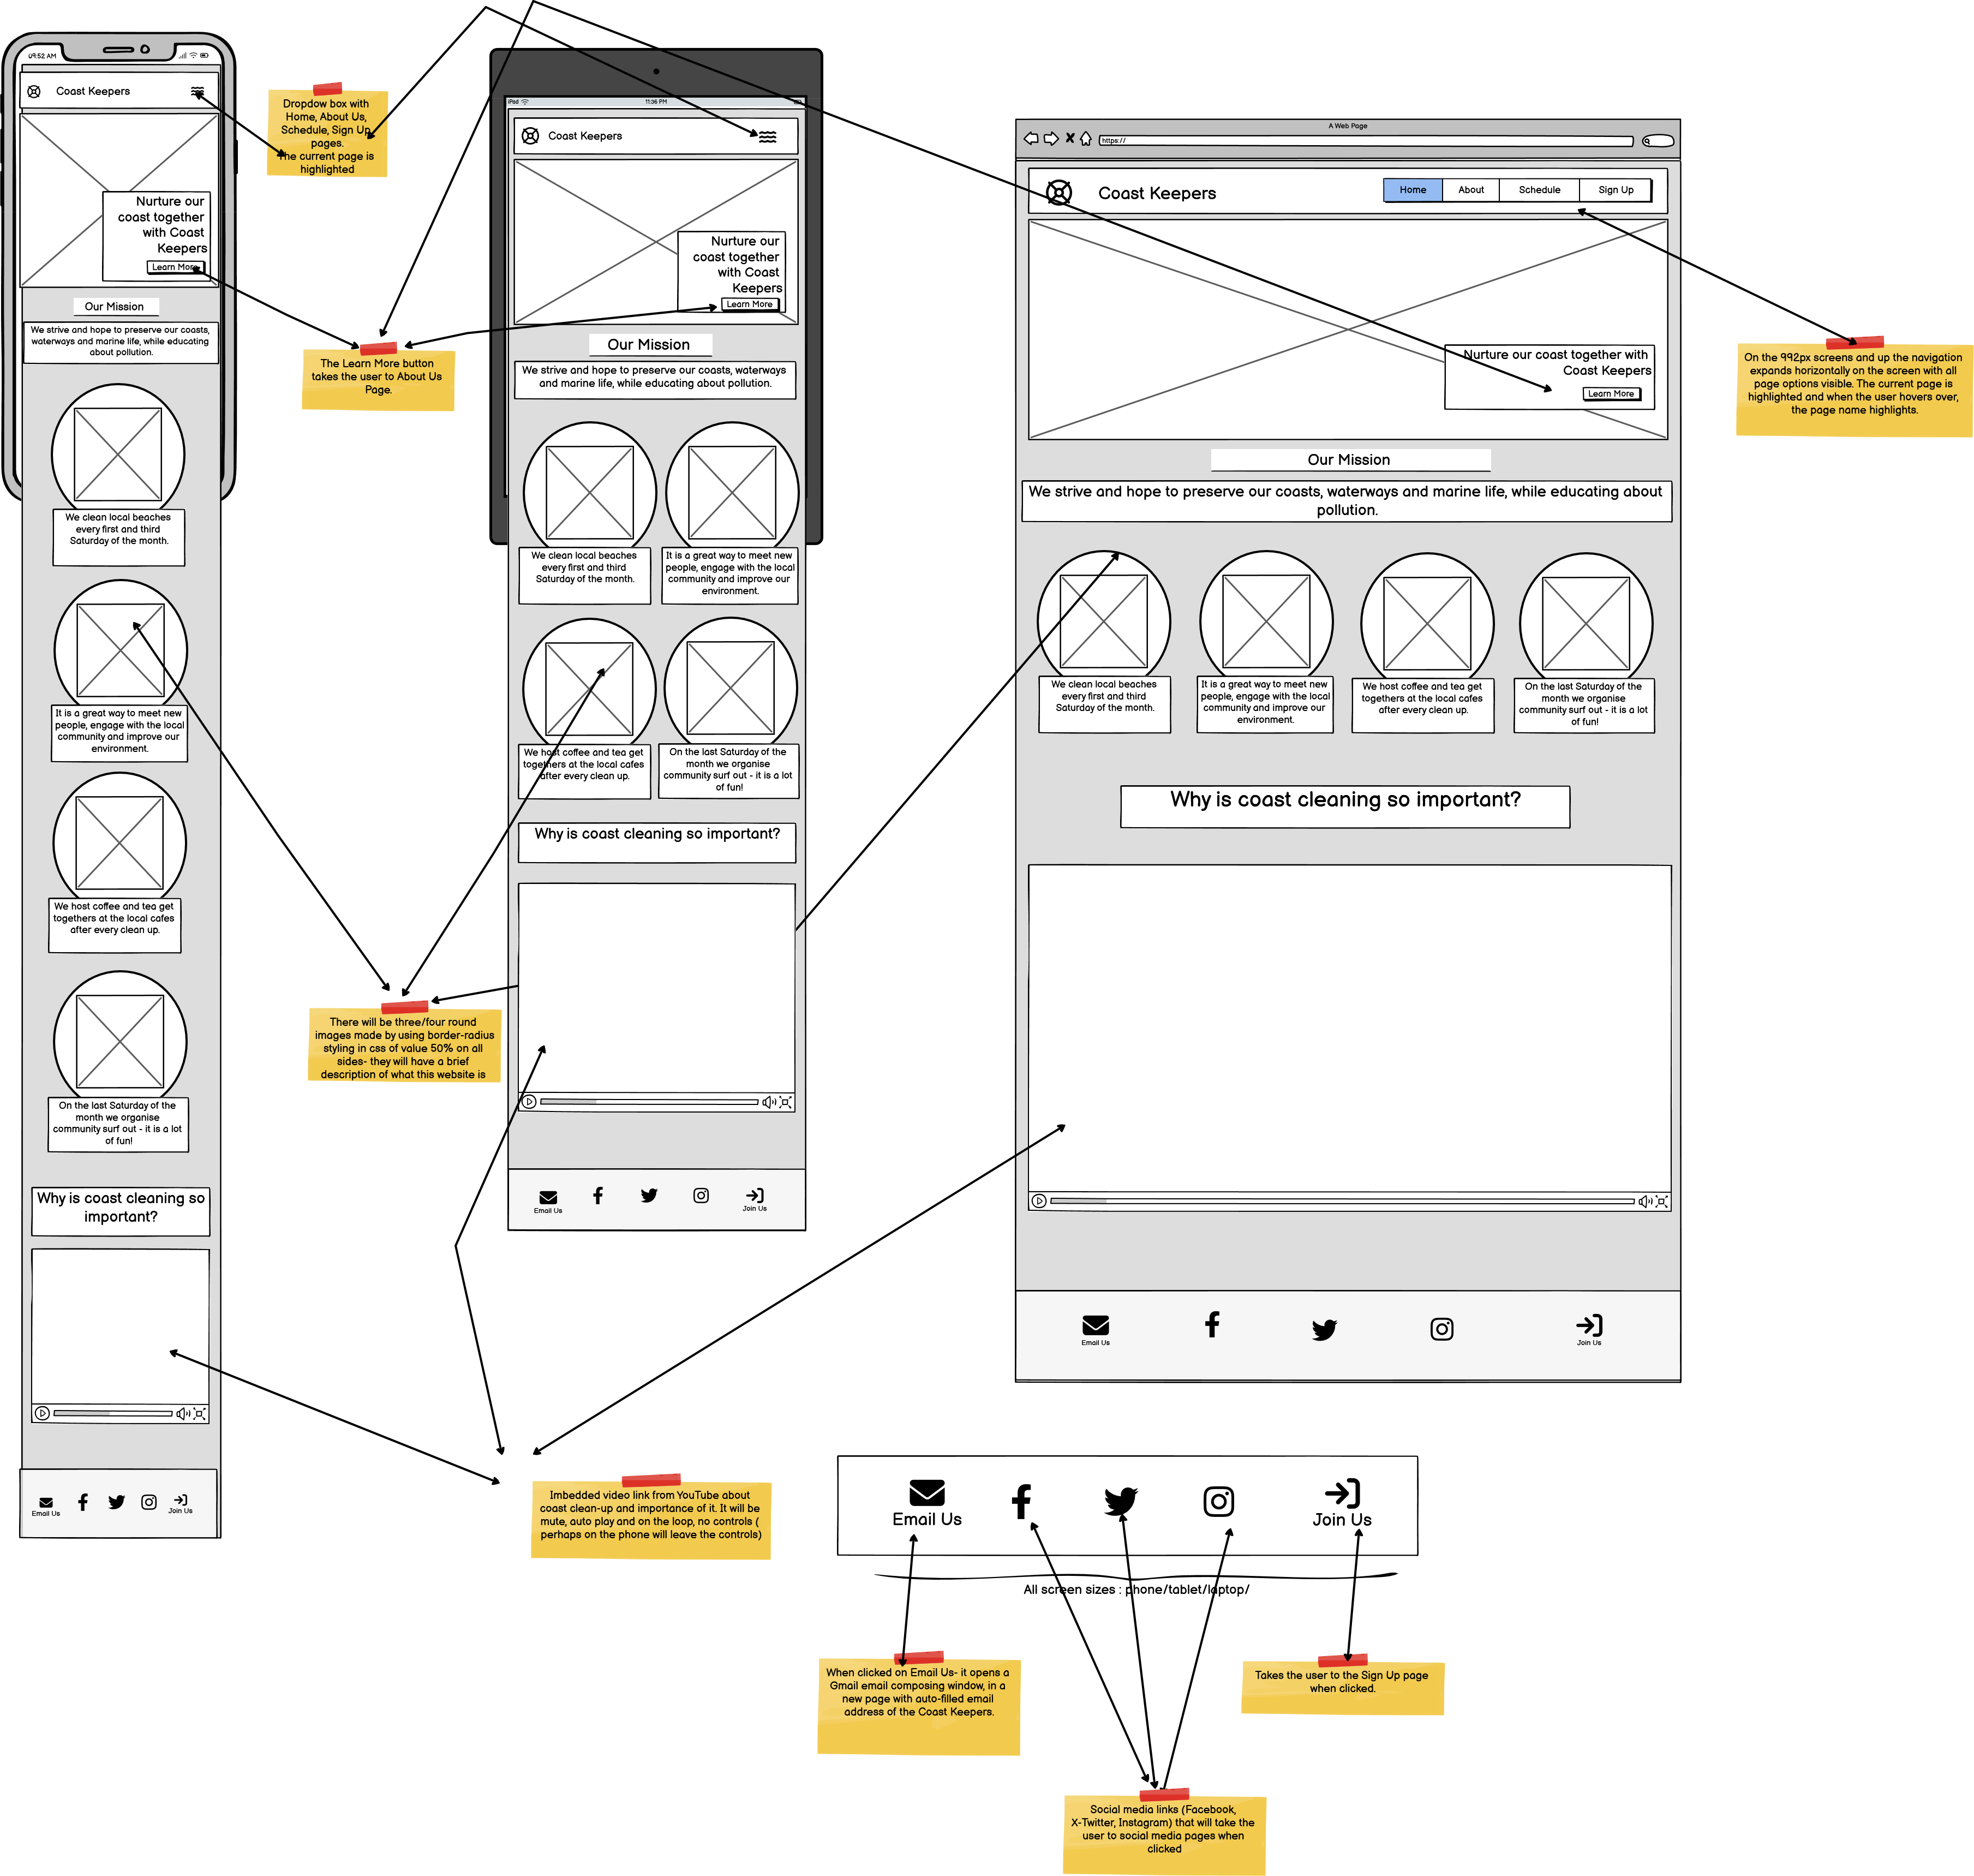 09:52 AM
Coast Keepers
Nurture our
coast together
with Coast
Keepers
Learn More
Our Mission
We strive and hope to preserve our coasts,
waterways and marine life, while educating
about pollution.
We clean local beaches
every first and third
Saturday of the month.
It is a great way to meet new
people, engage with the local
community and improve our
environment.
We host coffee and tea get
togethers at the local cafes
after every clean up.
On the last Saturday of the
month we organise
community surf out - it is a lot
of fun!
Why is coast cleaning so
important?
Email Us
Join Us
Dropdow box with
Home, About Us,
Schedule, Sign Up
pages.
The current page is
highlighted
The Learn More button
takes the user to About Us
Page.
There will be three/four round
images made by using border-radius
styling in css of value 50% on all
sides- they will have a brief
description of what this website is
iPad
11:36 PM
Coast Keepers
Nurture our
coast together
with Coast
Keepers
Learn More
Our Mission
We strive and hope to preserve our coasts, waterways
and marine life, while educating about pollution.
We clean local beaches
every first and third
Saturday of the month.
It is a great way to meet new
people, engage with the local
community and improve our
environment.
We host coffee and tea get
togethers at the local cafes
after every clean up.
On the last Saturday of the
month we organise
community surf out - it is a lot
of fun!
Why is coast cleaning so important?
Email Us
Join Us
A Web Page
https://
Coast Keepers
Home About Schedule Sign Up
Nurture our coast together with
Coast Keepers
Learn More
Our Mission
We strive and hope to preserve our coasts, waterways and marine life, while educating about
pollution.
We clean local beaches
every first and third
Saturday of the month.
It is a great way to meet new
people, engage with the local
community and improve our
environment.
We host coffee and tea get
togethers at the local cafes
after every clean up.
On the last Saturday of the
month we organise
community surf out - it is a lot
of fun!
Why is coast cleaning so important?
Email Us
Join Us
On the 992px screens and up the navigation
expands horizontally on the screen with all
page options visible. The current page is
highlighted and when the user hovers over,
the page name highlights.
Imbedded video link from YouTube about
coast clean-up and importance of it. It will be
mute, auto play and on the loop, no controls (
perhaps on the phone will leave the controls)
Email Us
Join Us
All screen sizes : phone/tablet/laptop/
When clicked on Email Us- it opens a
Gmail email composing window, in a
new page with auto-filled email
address of the Coast Keepers.
Takes the user to the Sign Up page
when clicked.
Social media links (Facebook,
X-Twitter, Instagram) that will take the
user to social media pages when
clicked